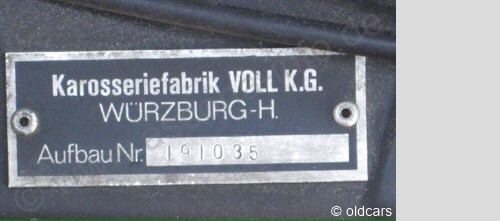 Karosseriefabrik VOLL K.G.
WÜRZBURG-H.
Aufbau Nr. 191035
© oldcars